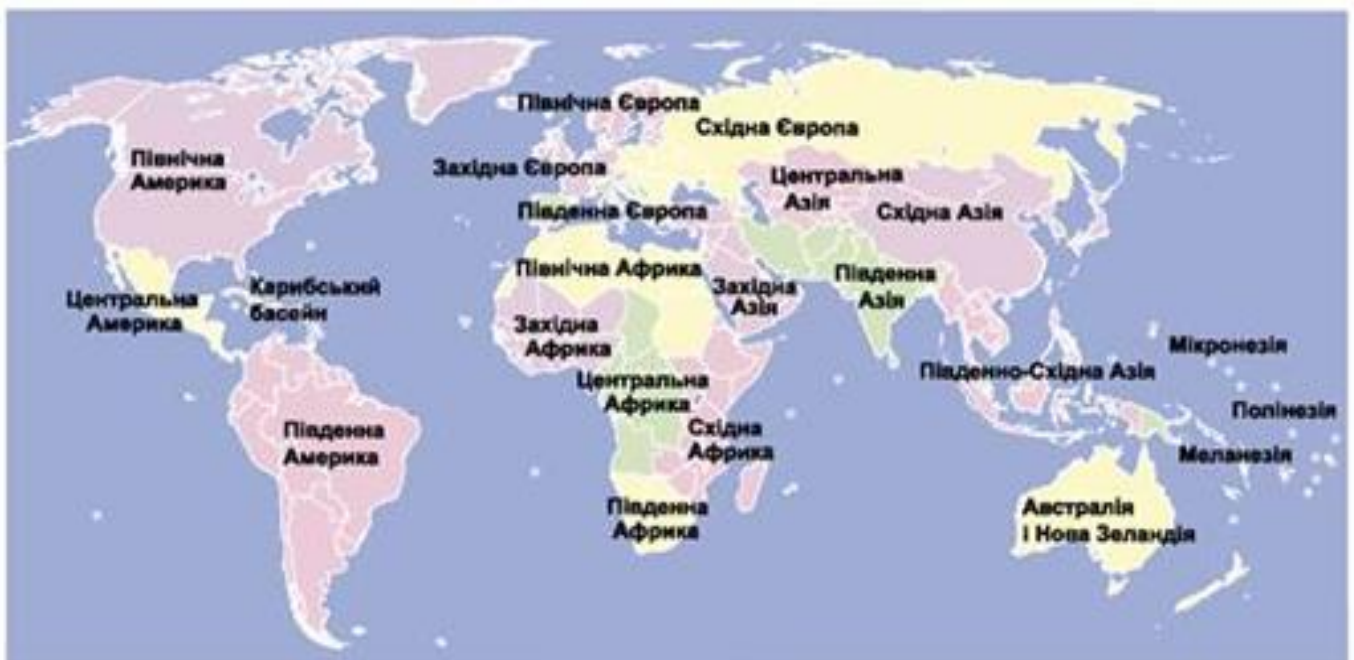 Північна Європа
Східна Європа
Північна
Америка
Західна Європа
Центральна
Азія
Східна Азія
Південна Європа
Північна Африка
Південна
Азія
Західна
Азія
Центральна
Америка
Карибський
басейн
Західна
Африка
Мікронезія
Південно-Східна Азія
Центральна
Африка
Полінезія
Південна
Америка
Східна
Африка
Меланезія
Південна
Африка
Австралія
і Нова Зеландія